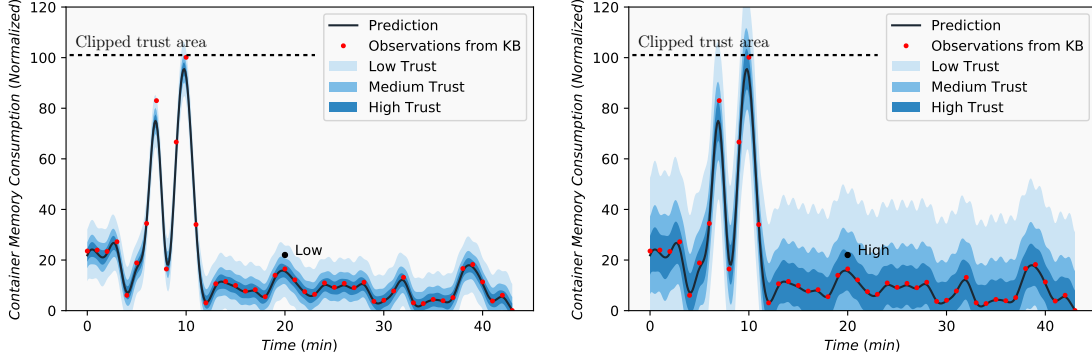 Container Memory Consumption (Normalized)
120
100
80
60
40
20
0
Clipped trust area
Prediction
Observations from KB
Low Trust
Medium Trust
High Trust
Low
0
10
20
30
40
Time (min)
Container Memory Consumption (Normalized)
120
100
80
60
40
20
0
Clipped trust area
Prediction
Observations from KB
Low Trust
Medium Trust
High Trust
High
0
10
20
30
40
Time (min)